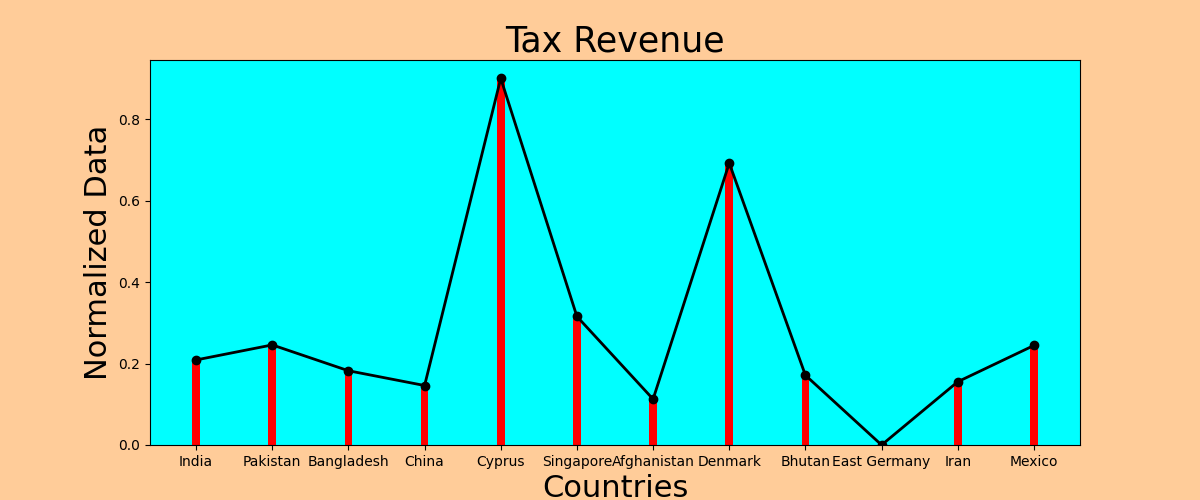 Tax Revenue
Normalized Data
0.8
0.6
0.4
0.2
0.0
India Pakistan Bangladesh China Cyprus Singapore Afghanistan Denmark Bhutan East Germany Iran Mexico
Countries